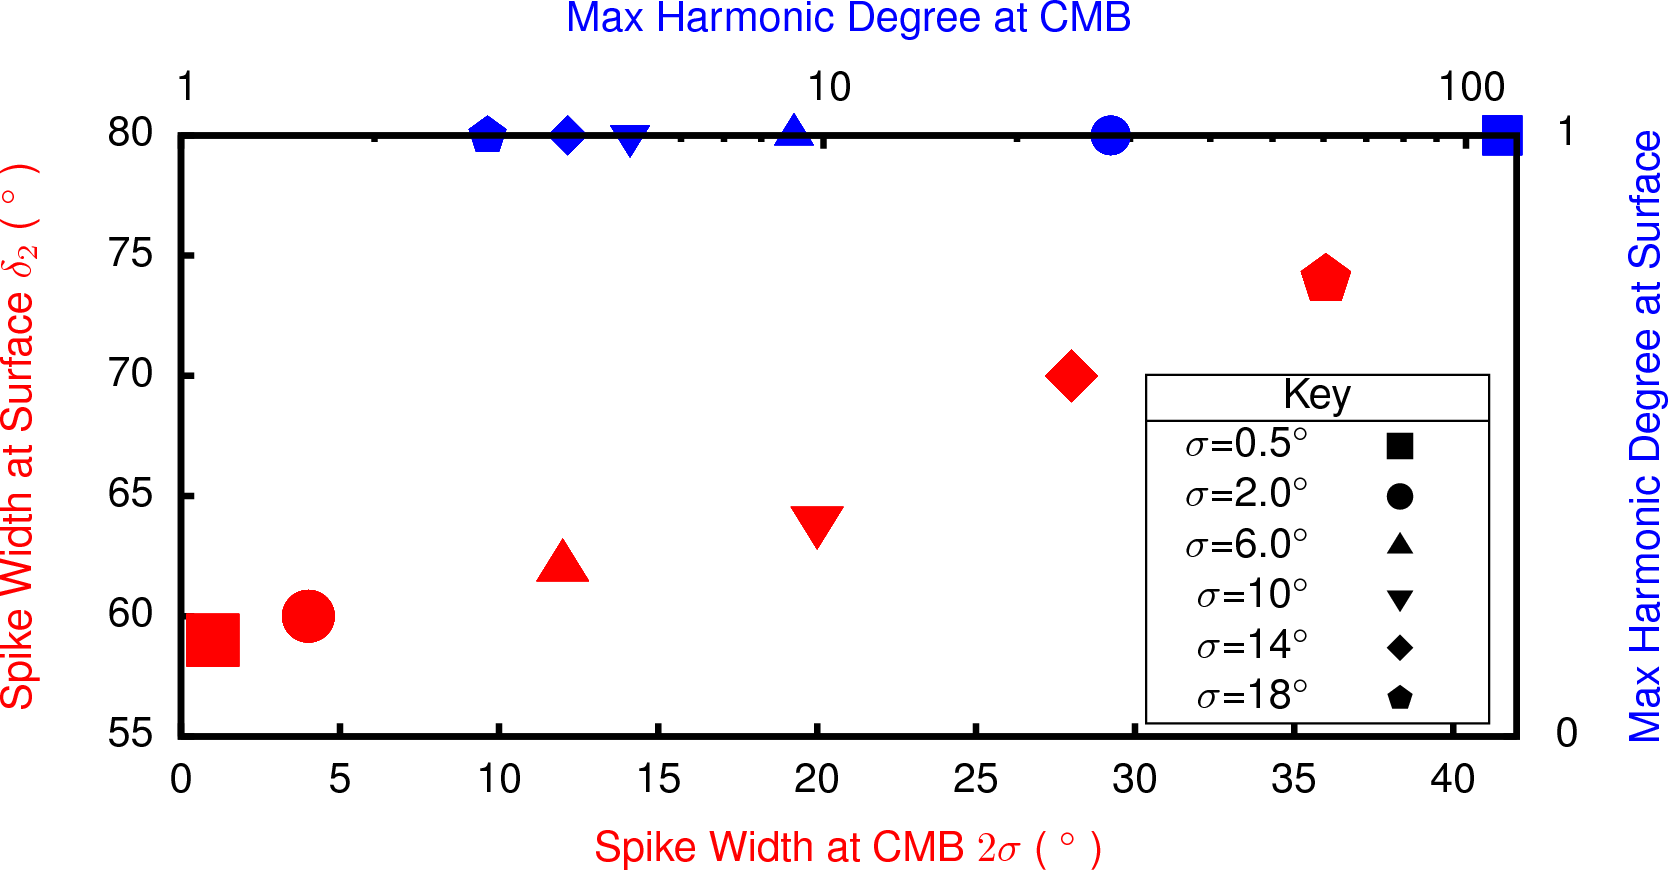 Max Harmonic Degree at CMB
1 10 100
80 1
75
70
65
60
55 0
0 5 10 15 20 25 30 35 40
Spike Width at Surface δ₂ (°)
Max Harmonic Degree at Surface
Key
σ=0.5°
σ=2.0°
σ=6.0°
σ=10°
σ=14°
σ=18°
Spike Width at CMB 2σ (°)